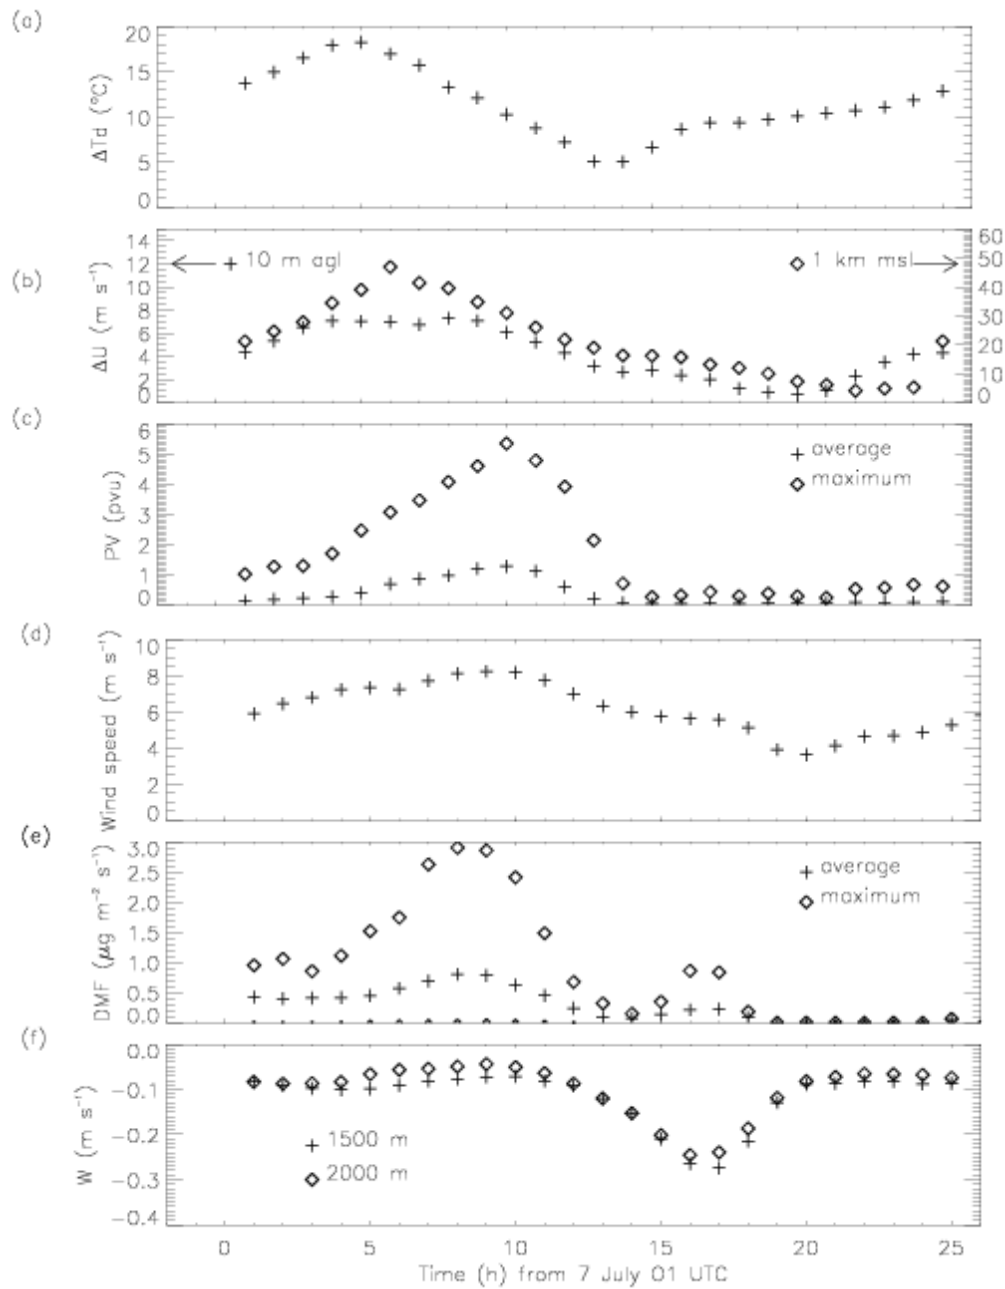 (a)
20
15
10
5
0
ΔTd (°C)
(b)
14
12
10
8
6
4
2
0
ΔU (m s⁻¹)
10 m agl
1 km msl
60
50
40
30
20
10
0
(c)
6
5
4
3
2
1
0
PV (pvu)
average
maximum
(d)
10
8
6
4
2
0
Wind speed (m s⁻¹)
(e)
3.0
2.5
2.0
1.5
1.0
0.5
0.0
DMF (μg m⁻² s⁻¹)
average
maximum
(f)
0.0
-0.1
-0.2
-0.3
-0.4
W (m s⁻¹)
1500 m
2000 m
0 5 10 15 20 25
Time (h) from 7 July 01 UTC